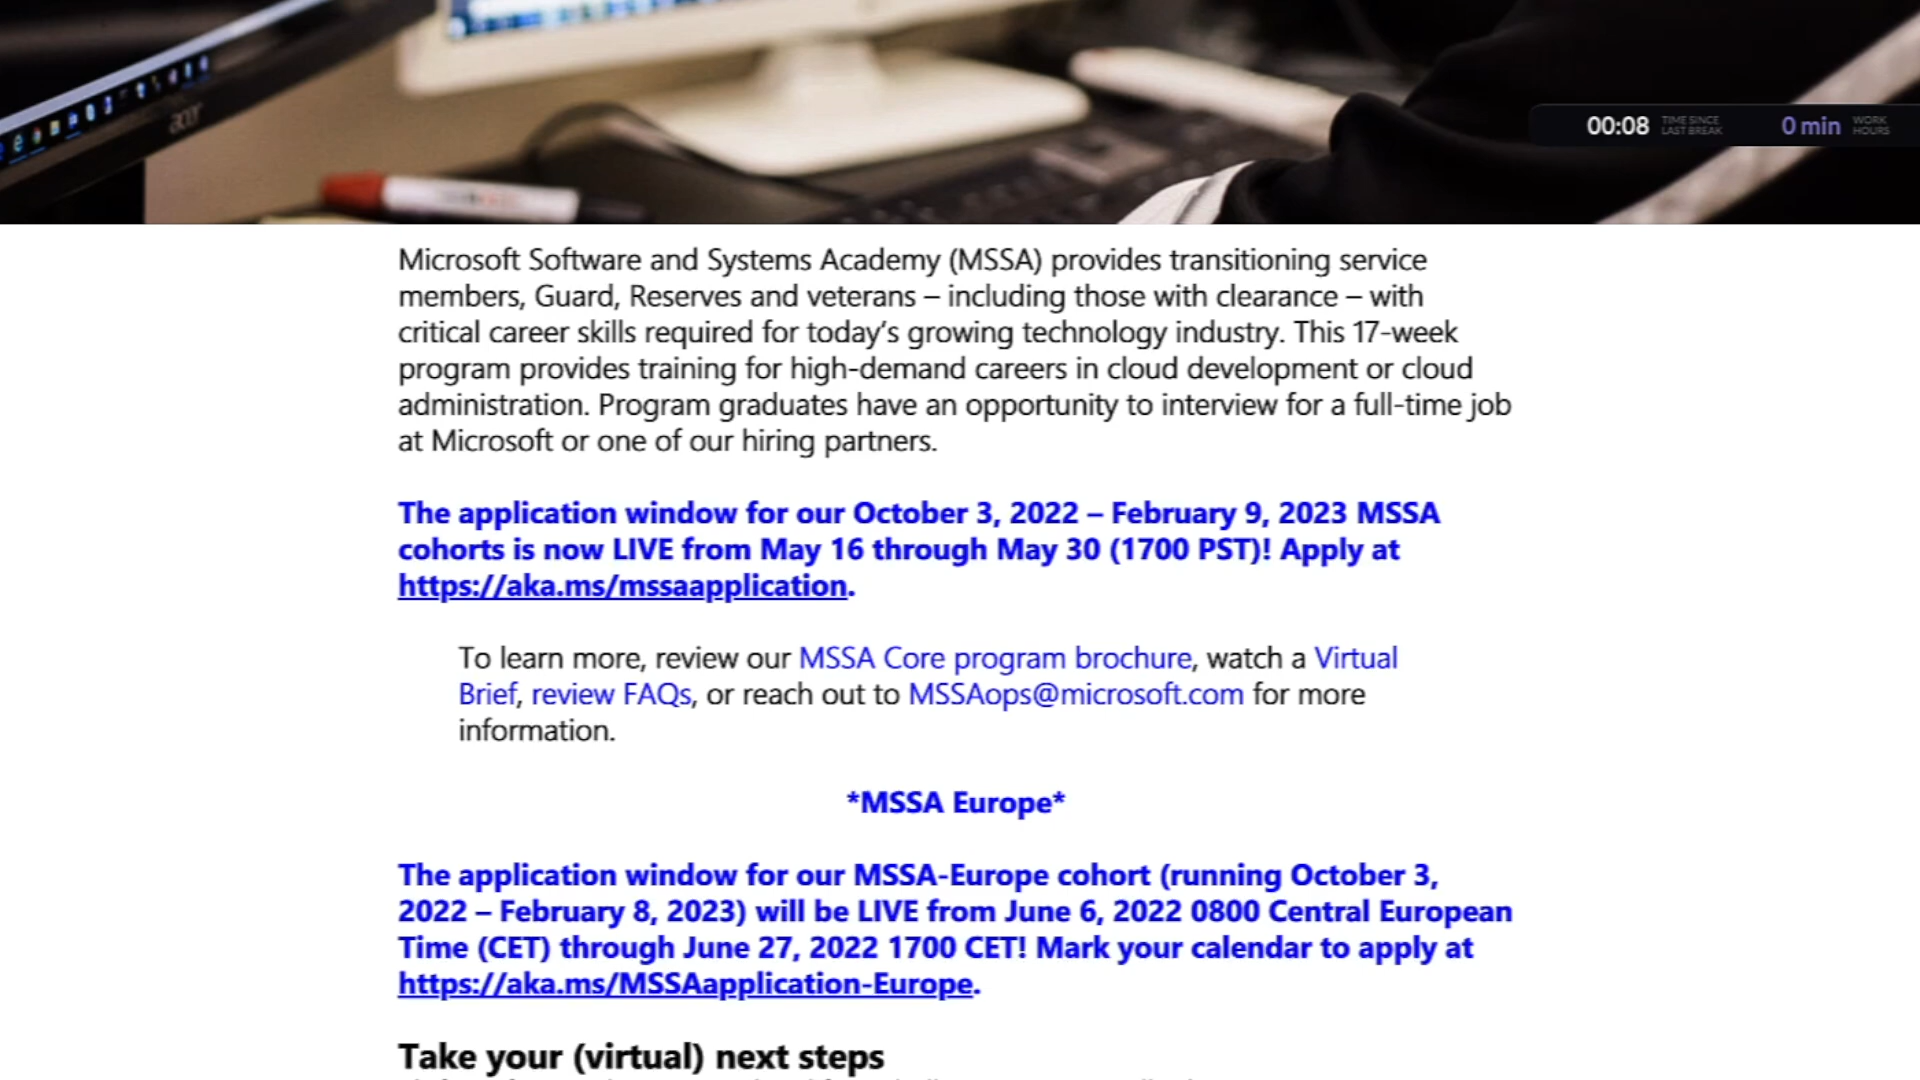 acer
00:08 TIME SINCE LAST BREAK 0 min WORK HOURS
Microsoft Software and Systems Academy (MSSA) provides transitioning service
members, Guard, Reserves and veterans – including those with clearance – with
critical career skills required for today's growing technology industry. This 17-week
program provides training for high-demand careers in cloud development or cloud
administration. Program graduates have an opportunity to interview for a full-time job
at Microsoft or one of our hiring partners.
The application window for our October 3, 2022 – February 9, 2023 MSSA
cohorts is now LIVE from May 16 through May 30 (1700 PST)! Apply at
https://aka.ms/mssaapplication.
To learn more, review our MSSA Core program brochure, watch a Virtual
Brief, review FAQs, or reach out to MSSAops@microsoft.com for more
information.
*MSSA Europe*
The application window for our MSSA-Europe cohort (running October 3,
2022 – February 8, 2023) will be LIVE from June 6, 2022 0800 Central European
Time (CET) through June 27, 2022 1700 CET! Mark your calendar to apply at
https://aka.ms/MSSAapplication-Europe.
Take your (virtual) next steps